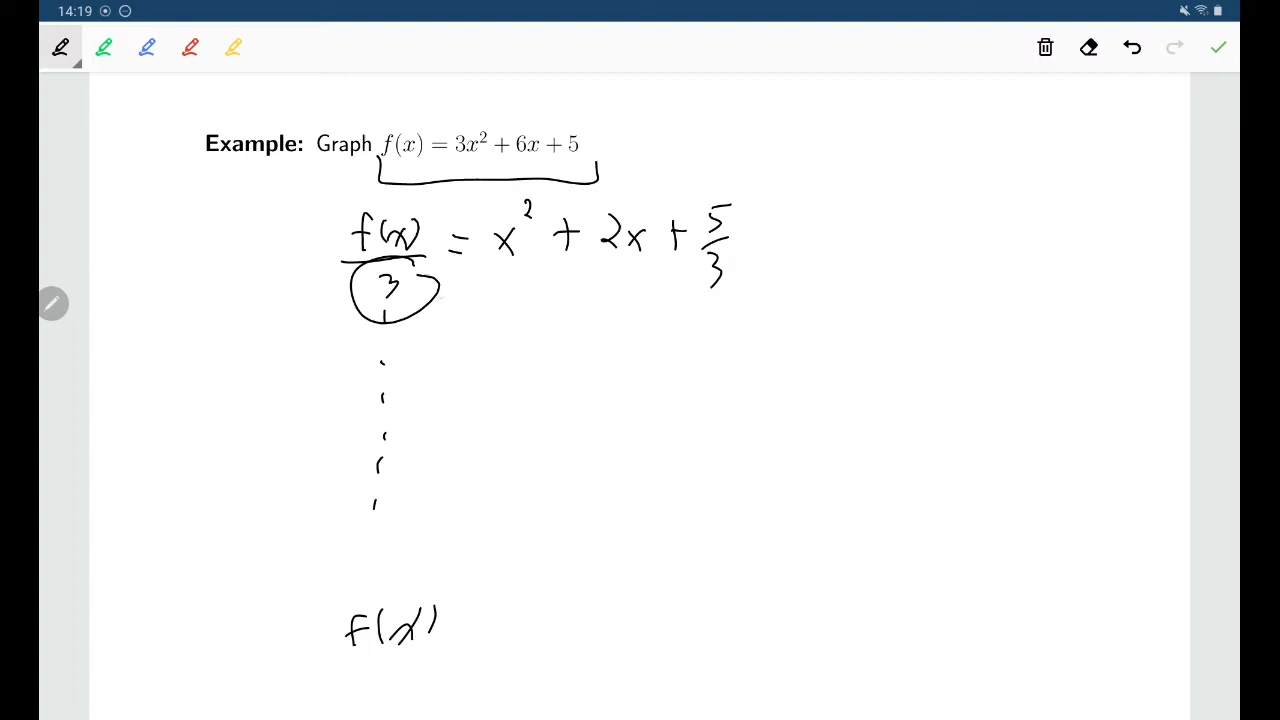 14:19
Example: Graph f(x) = 3x² + 6x + 5
f(x)/3 = x² + 2x + 5/3
f(x)